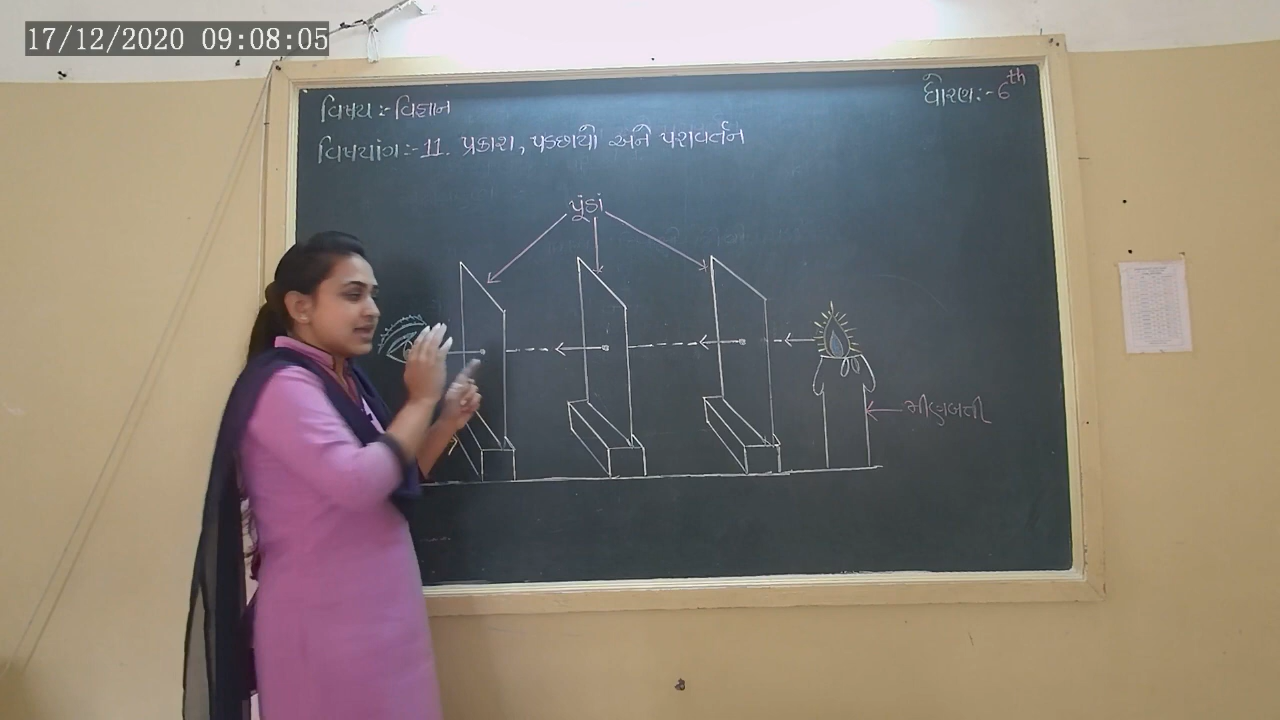 17/12/2020 09:08:05
વિષય :- વિજ્ઞાન
ધોરણ:- 6th
વિષયાંગ:- 11. પ્રકાશ, પડછાયો અને પરાવર્તન
પૂંઠાં
મીણબતી